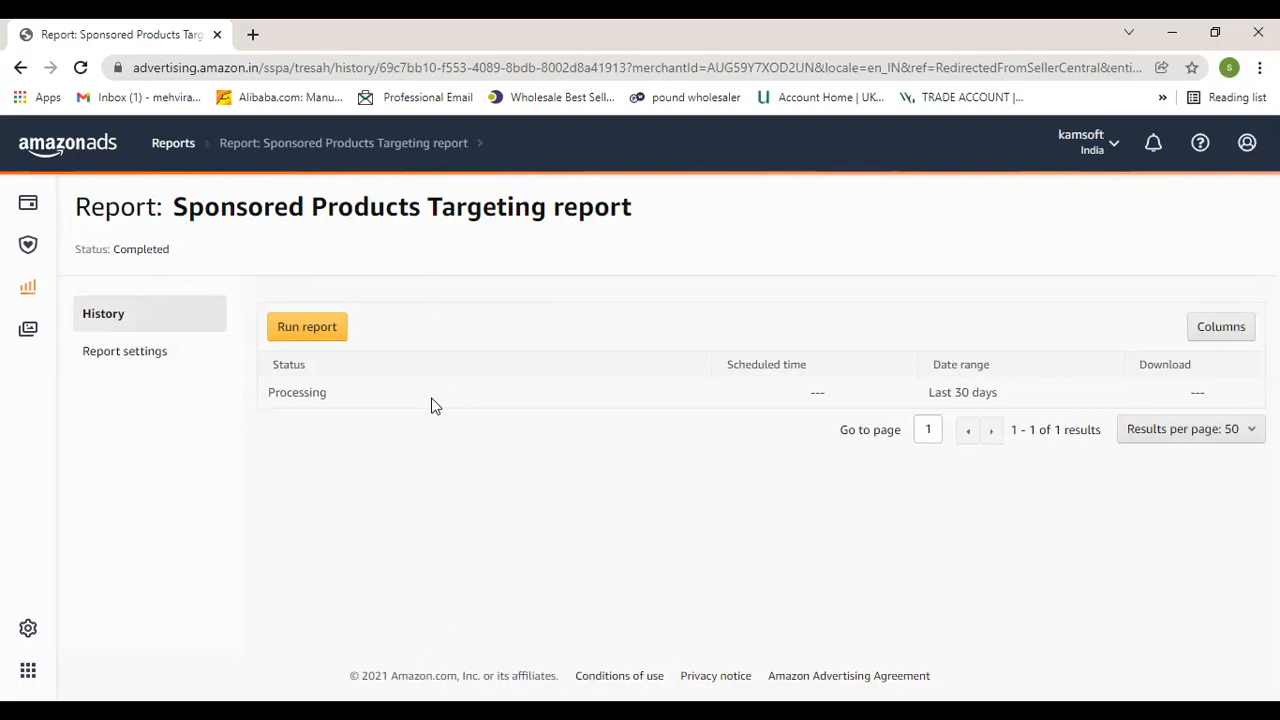 Report: Sponsored Products Targ
advertising.amazon.in/sspa/tresah/history/69c7bb10-f553-4089-8bdb-8002d8a41913?merchantId=AUG59Y7XOD2UN&locale=en_IN&ref=RedirectedFromSellerCentral&enti...
S
Apps
Inbox (1) - mehvira...
Alibaba.com: Manu...
Professional Email
Wholesale Best Sell...
pound wholesaler
Account Home | UK...
TRADE ACCOUNT |...
»
Reading list
amazonads
Reports
Report: Sponsored Products Targeting report
kamsoft
India
Report: Sponsored Products Targeting report
Status: Completed
History
Report settings
Run report
Columns
Status
Scheduled time
Date range
Download
Processing
---
Last 30 days
---
Go to page
1
1 - 1 of 1 results
Results per page: 50
© 2021 Amazon.com, Inc. or its affiliates.
Conditions of use
Privacy notice
Amazon Advertising Agreement